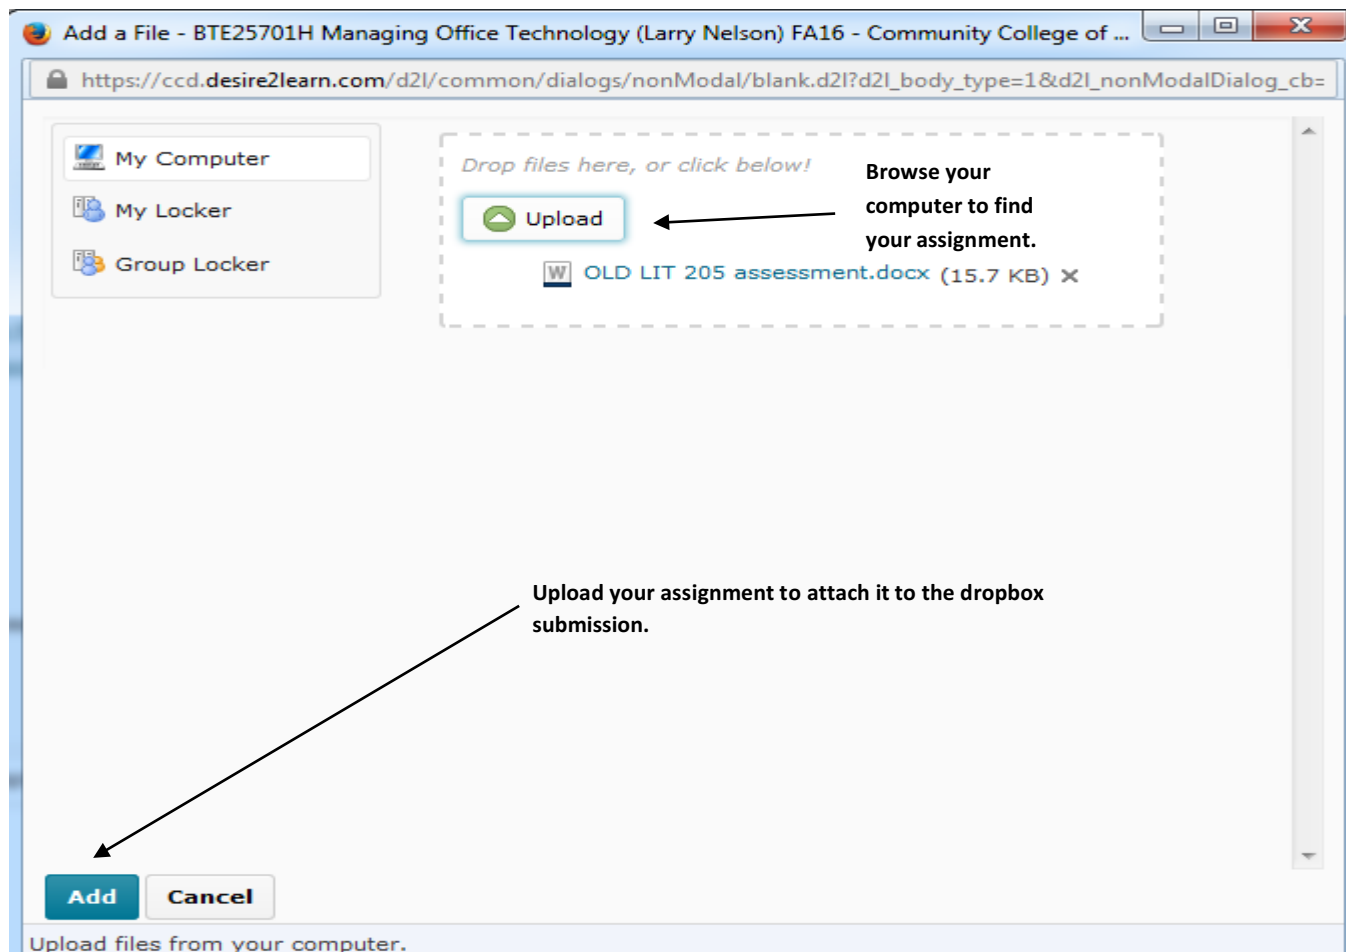 Add a File - BTE25701H Managing Office Technology (Larry Nelson) FA16 - Community College of ...
https://ccd.desire2learn.com/d2l/common/dialogs/nonModal/blank.d2l?d2l_body_type=1&d2l_nonModalDialog_cb=
My Computer
My Locker
Group Locker
Drop files here, or click below!
Upload
Browse your
computer to find
your assignment.
OLD LIT 205 assessment.docx (15.7 KB)
Upload your assignment to attach it to the dropbox
submission.
Add Cancel
Upload files from your computer.